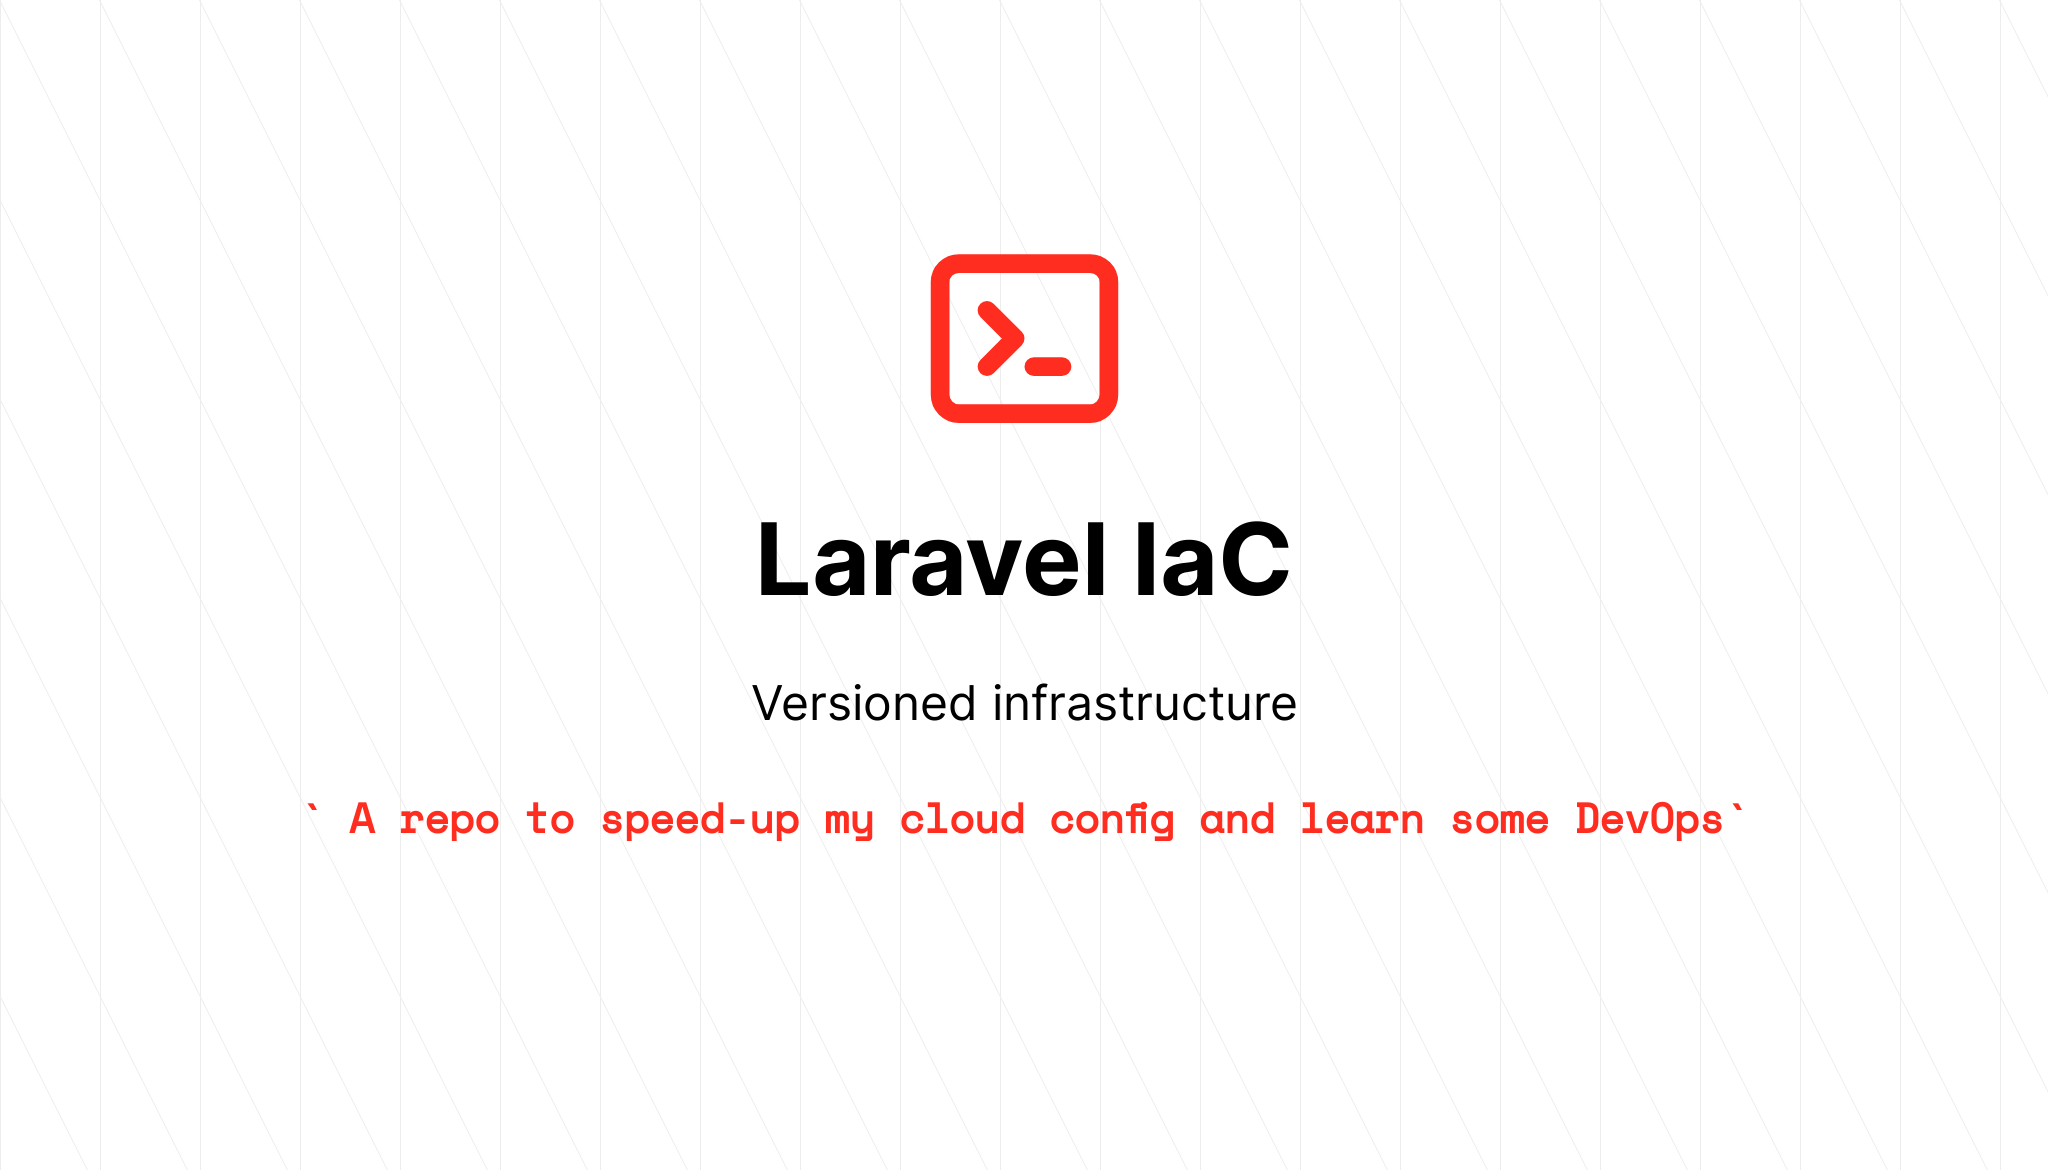 Laravel IaC
Versioned infrastructure
` A repo to speed-up my cloud config and learn some DevOps`